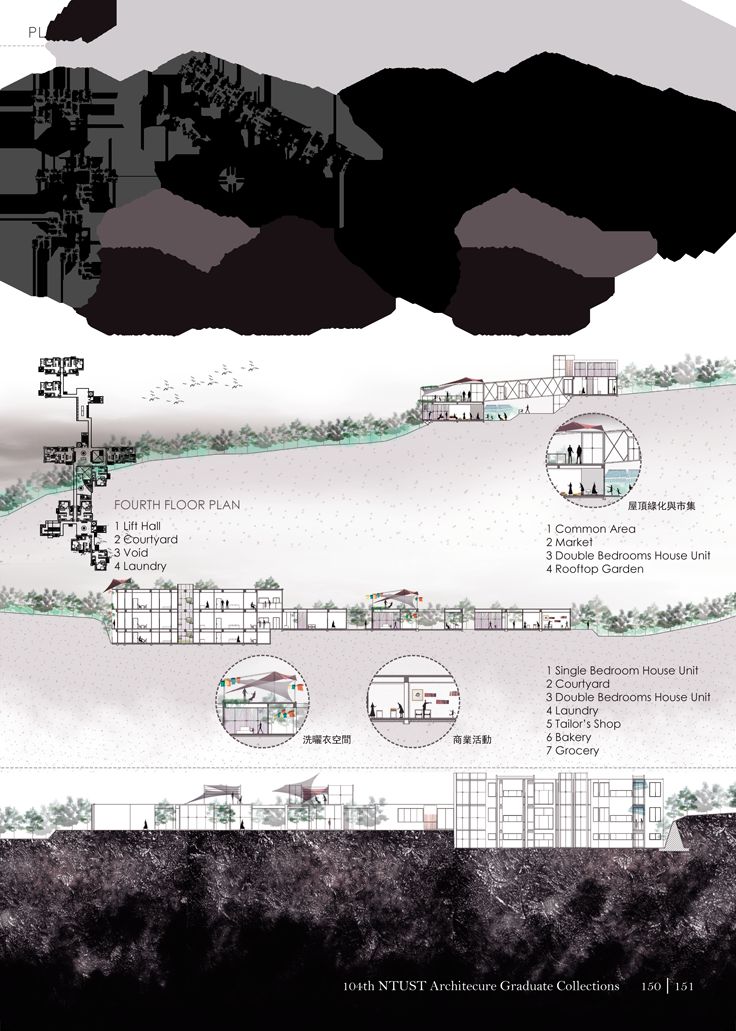 FOURTH FLOOR PLAN
1 Lift Hall
2 Courtyard
3 Void
4 Laundry
屋頂綠化與市集
1 Common Area
2 Market
3 Double Bedrooms House Unit
4 Rooftop Garden
1 Single Bedroom House Unit
2 Courtyard
3 Double Bedrooms House Unit
4 Laundry
5 Tailor's Shop
6 Bakery
7 Grocery
洗曬衣空間
商業活動
104th NTUST Architecure Graduate Collections 150 | 151